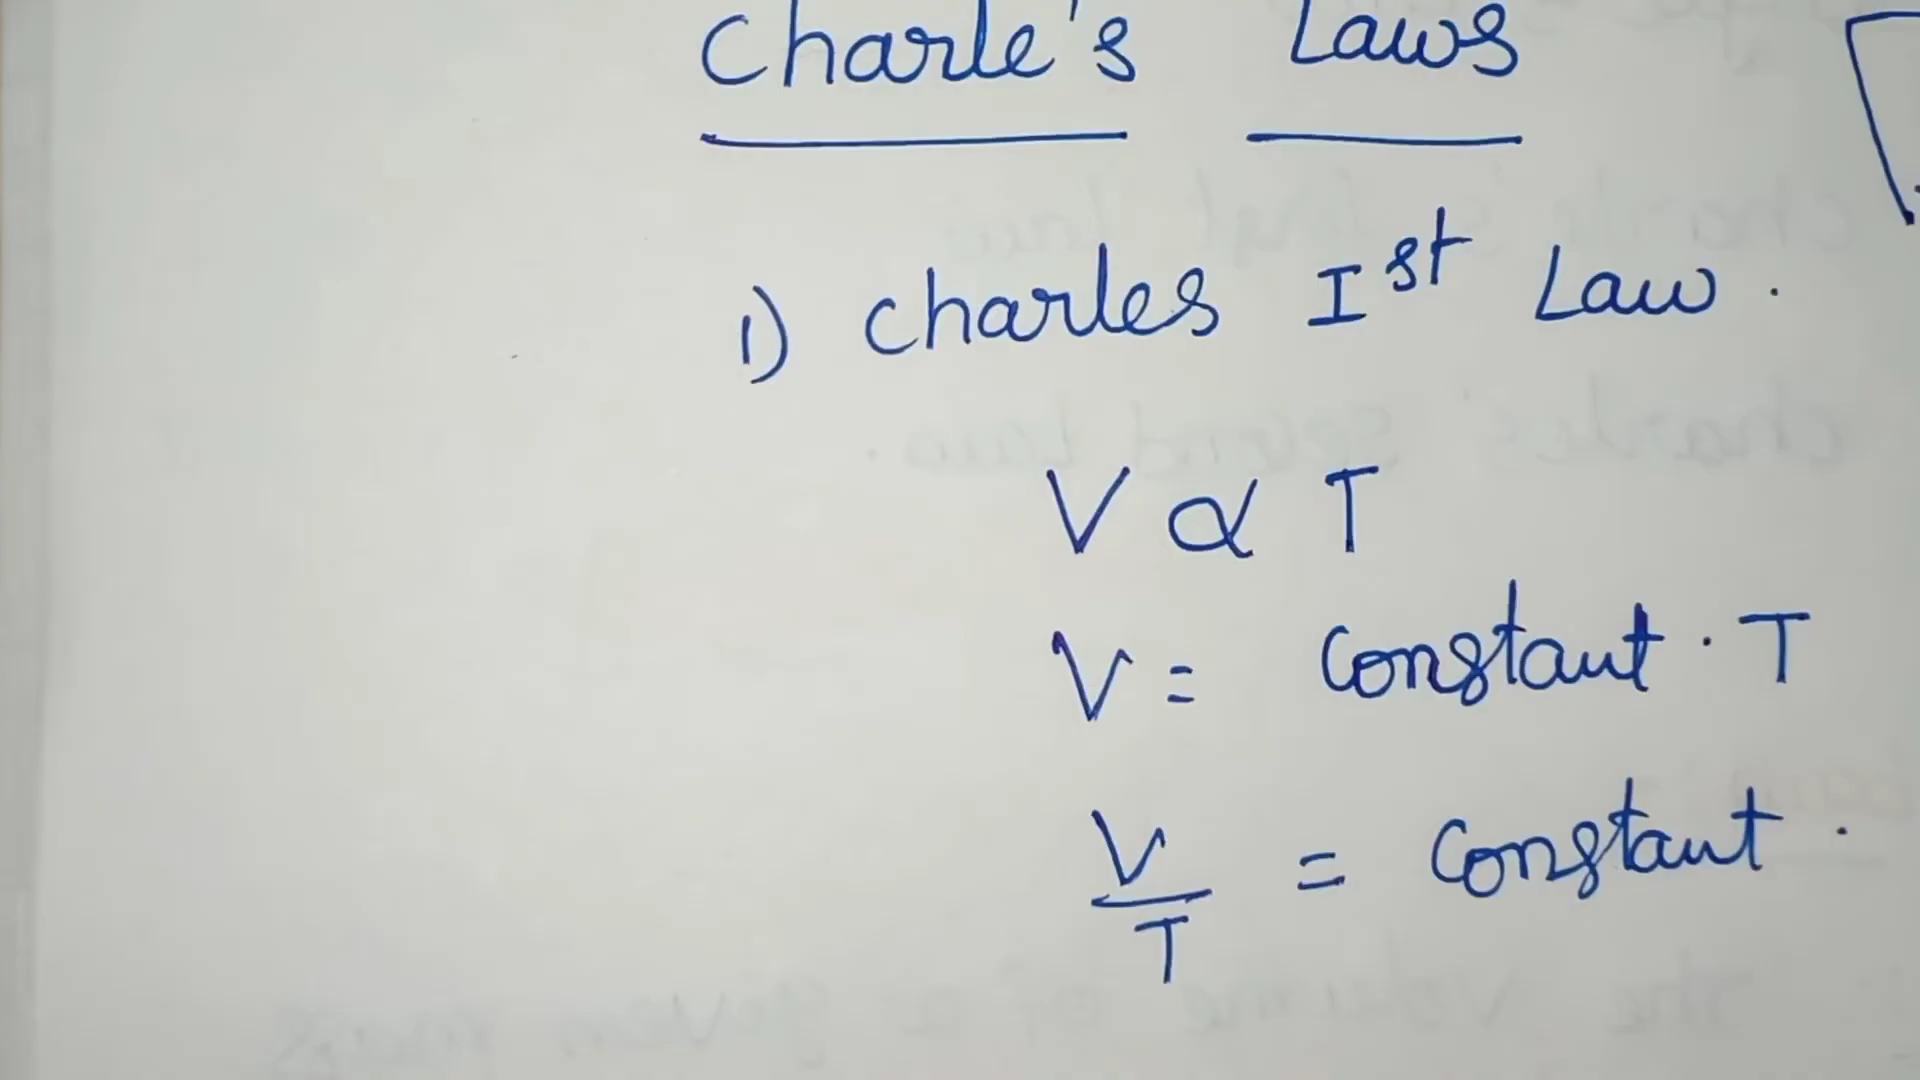 Charle's Laws
1) Charles Ist Law.
V ∝ T
V = Constant . T
V/T = Constant.